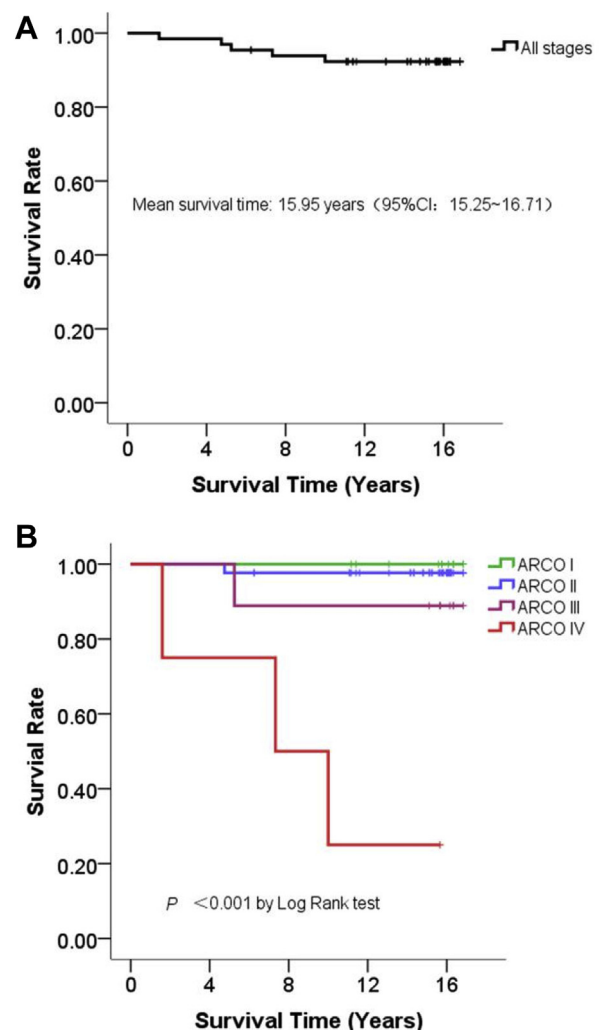 A
1.00
All stages
0.80
0.60
Mean survival time: 15.95 years（95%CI：15.25~16.71）
0.40
0.20
0.00
Survival Rate
0 4 8 12 16
Survival Time (Years)
B
1.00
ARCO I
ARCO II
ARCO III
ARCO IV
0.80
0.60
0.40
0.20
P ＜0.001 by Log Rank test
0.00
Survial Rate
0 4 8 12 16
Survival Time (Years)